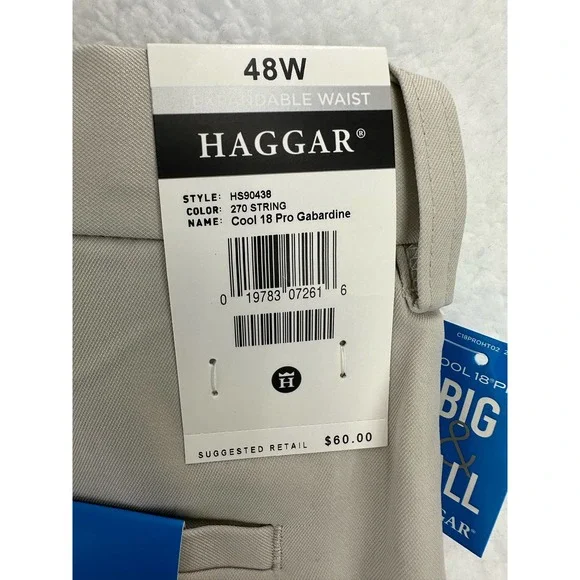 48W
EXPANDABLE WAIST
HAGGAR®
STYLE: HS90438
COLOR: 270 STRING
NAME: Cool 18 Pro Gabardine
0 19783 07261 6
H
SUGGESTED RETAIL $60.00
C18PROHT02
BIG
&